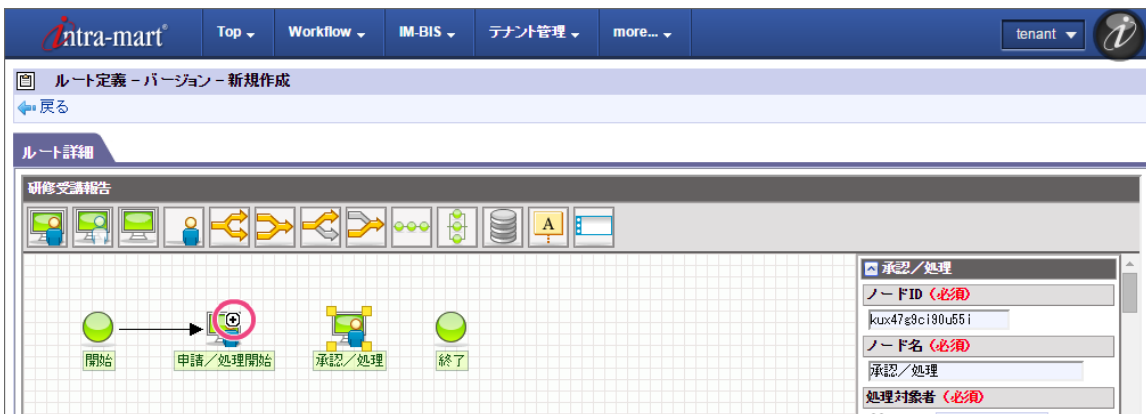 intra-mart Top Workflow IM-BIS テナント管理 more... tenant
ルート定義 − バージョン − 新規作成
戻る
ルート詳細
研修受講報告
A
承認／処理
ノードID（必須）
kux47g9ci90u55i
ノード名（必須）
承認／処理
処理対象者（必須）
開始 申請／処理開始 承認／処理 終了